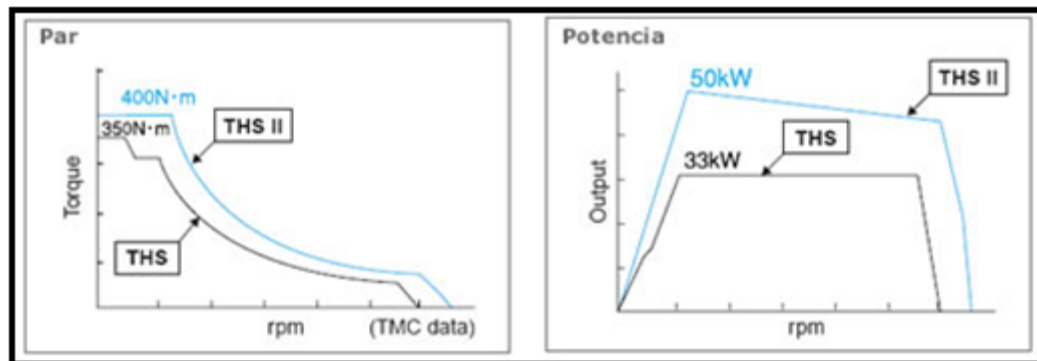 Par
400N·m
THS II
350N·m
Torque
THS
rpm
(TMC data)
Potencia
50kW
THS II
THS
33kW
Output
rpm